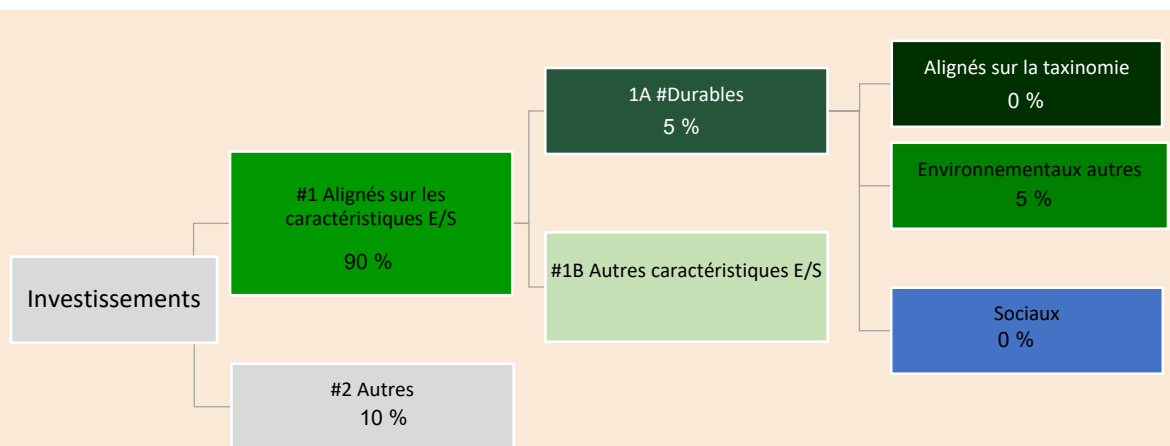 Investissements
#1 Alignés sur les
caractéristiques E/S
90 %
#2 Autres
10 %
1A #Durables
5 %
#1B Autres caractéristiques E/S
Alignés sur la taxinomie
0 %
Environnementaux autres
5 %
Sociaux
0 %